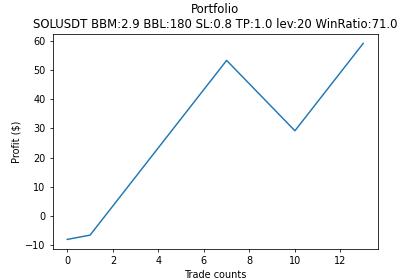 Portfolio
SOLUSDT BBM:2.9 BBL:180 SL:0.8 TP:1.0 lev:20 WinRatio:71.0
60
50
40
30
20
10
0
−10
Profit ($)
0 2 4 6 8 10 12
Trade counts